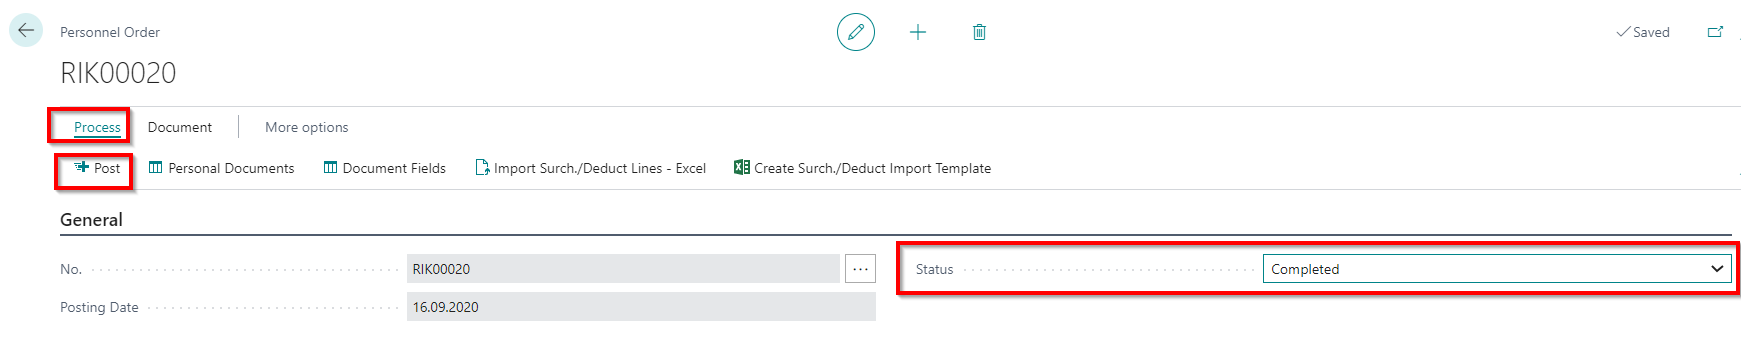 Personnel Order
Saved
RIK00020
Process Document More options
Post Personal Documents Document Fields Import Surch./Deduct Lines - Excel Create Surch./Deduct Import Template
General
No. RIK00020 ... Status Completed
Posting Date 16.09.2020